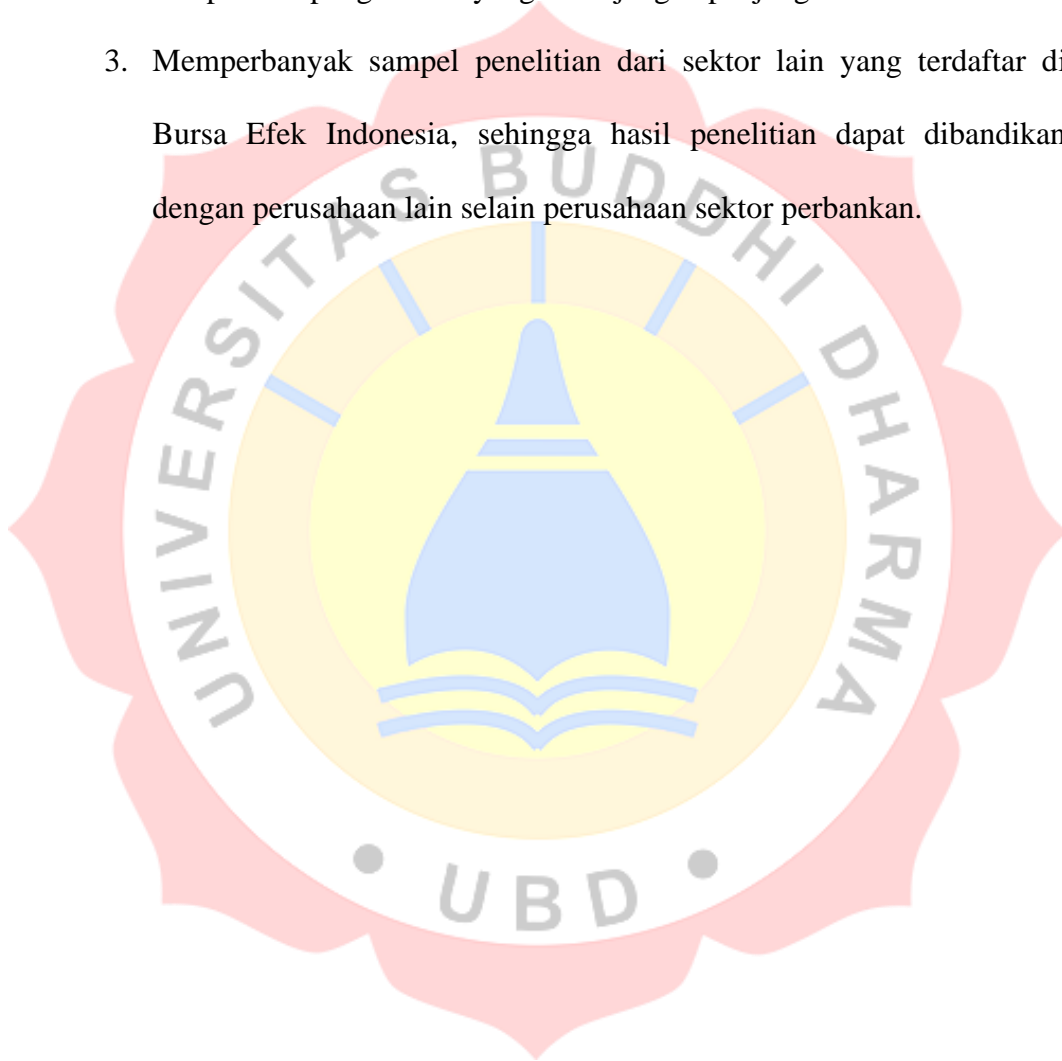 3. Memperbanyak sampel penelitian dari sektor lain yang terdaftar di
Bursa Efek Indonesia, sehingga hasil penelitian dapat dibandikan
dengan perusahaan lain selain perusahaan sektor perbankan.
UNIVERSITAS BUDDHI DHARMA
• UBD •